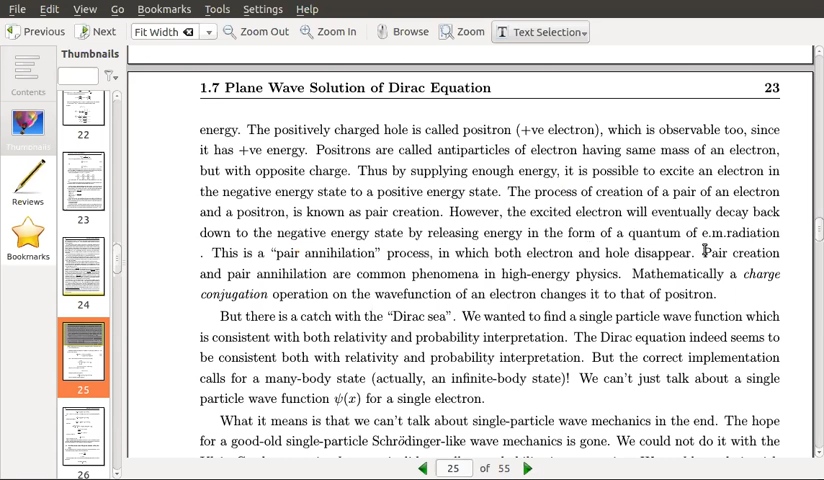 File Edit View Go Bookmarks Tools Settings Help
Previous Next Fit Width Zoom Out Zoom In Browse Zoom Text Selection
Contents
Thumbnails
Reviews
Bookmarks
Thumbnails
22
23
24
25
26
1.7 Plane Wave Solution of Dirac Equation 23
energy. The positively charged hole is called positron (+ve electron), which is observable too, since
it has +ve energy. Positrons are called antiparticles of electron having same mass of an electron,
but with opposite charge. Thus by supplying enough energy, it is possible to excite an electron in
the negative energy state to a positive energy state. The process of creation of a pair of an electron
and a positron, is known as pair creation. However, the excited electron will eventually decay back
down to the negative energy state by releasing energy in the form of a quantum of e.m.radiation
. This is a “pair annihilation” process, in which both electron and hole disappear. Pair creation
and pair annihilation are common phenomena in high-energy physics. Mathematically a charge
conjugation operation on the wavefunction of an electron changes it to that of positron.
But there is a catch with the “Dirac sea”. We wanted to find a single particle wave function which
is consistent with both relativity and probability interpretation. The Dirac equation indeed seems to
be consistent both with relativity and probability interpretation. But the correct implementation
calls for a many-body state (actually, an infinite-body state)! We can’t just talk about a single
particle wave function ψ(x) for a single electron.
What it means is that we can’t talk about single-particle wave mechanics in the end. The hope
for a good-old single-particle Schrödinger-like wave mechanics is gone. We could not do it with the
25 of 55